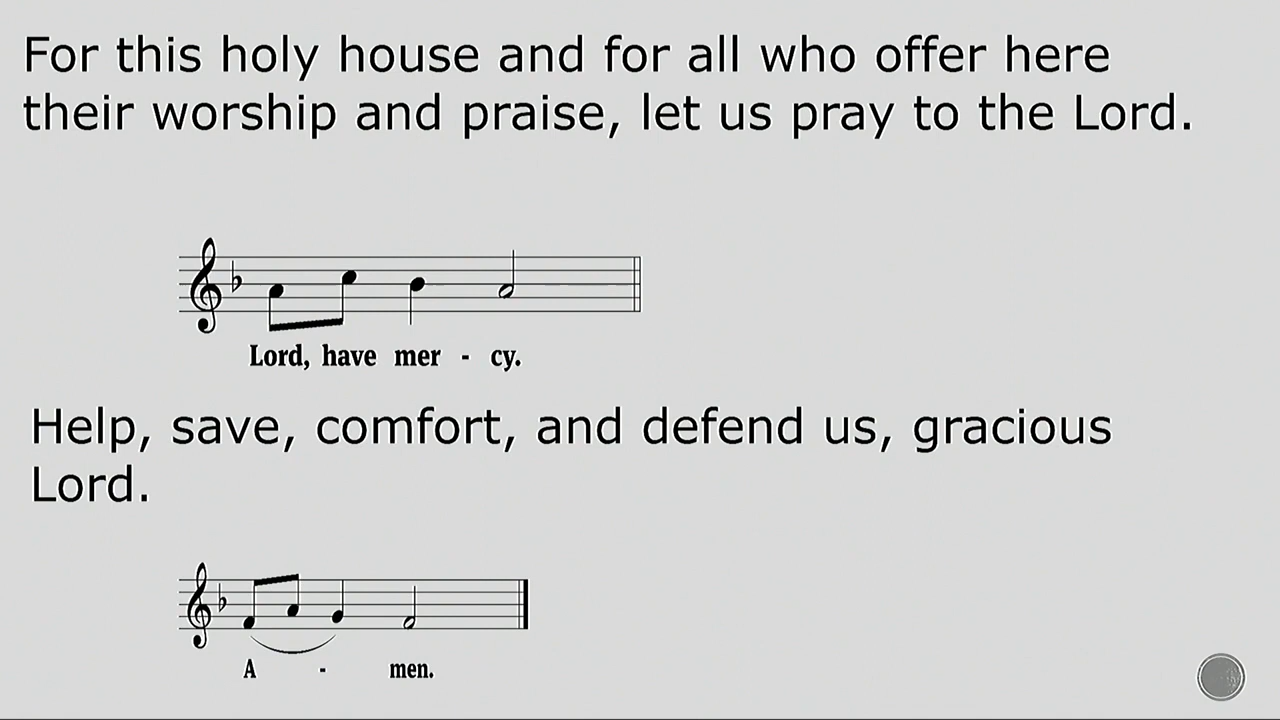 For this holy house and for all who offer here
their worship and praise, let us pray to the Lord.
Lord, have mer - cy.
Help, save, comfort, and defend us, gracious
Lord.
A - men.